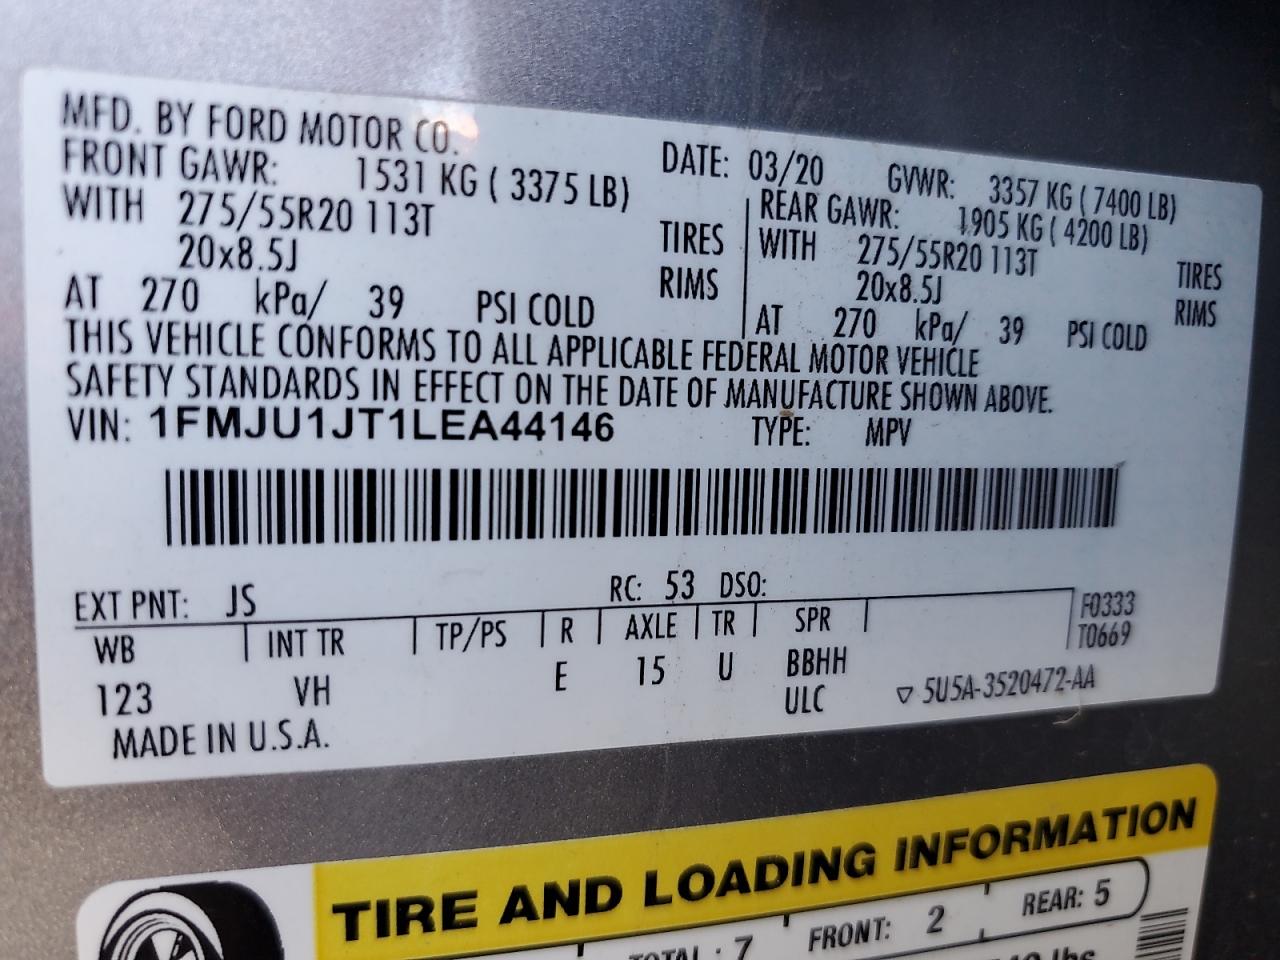 MFD. BY FORD MOTOR CO.
DATE: 03/20 GVWR: 3357 KG ( 7400 LB)
FRONT GAWR: 1531 KG ( 3375 LB)
WITH 275/55R20 113T TIRES
20x8.5J RIMS
AT 270 kPa/ 39 PSI COLD
REAR GAWR: 1905 KG ( 4200 LB)
WITH 275/55R20 113T TIRES
20x8.5J RIMS
AT 270 kPa/ 39 PSI COLD
THIS VEHICLE CONFORMS TO ALL APPLICABLE FEDERAL MOTOR VEHICLE
SAFETY STANDARDS IN EFFECT ON THE DATE OF MANUFACTURE SHOWN ABOVE.
VIN: 1FMJU1JT1LEA44146 TYPE: MPV
EXT PNT: JS RC: 53 DSO:
WB INT TR TP/PS R AXLE TR SPR F0333
T0669
123 VH E 15 U BBHH
ULC 5U5A-3520472-AA
MADE IN U.S.A.
TIRE AND LOADING INFORMATION
TOTAL : 7 FRONT: 2 REAR: 5
lbs